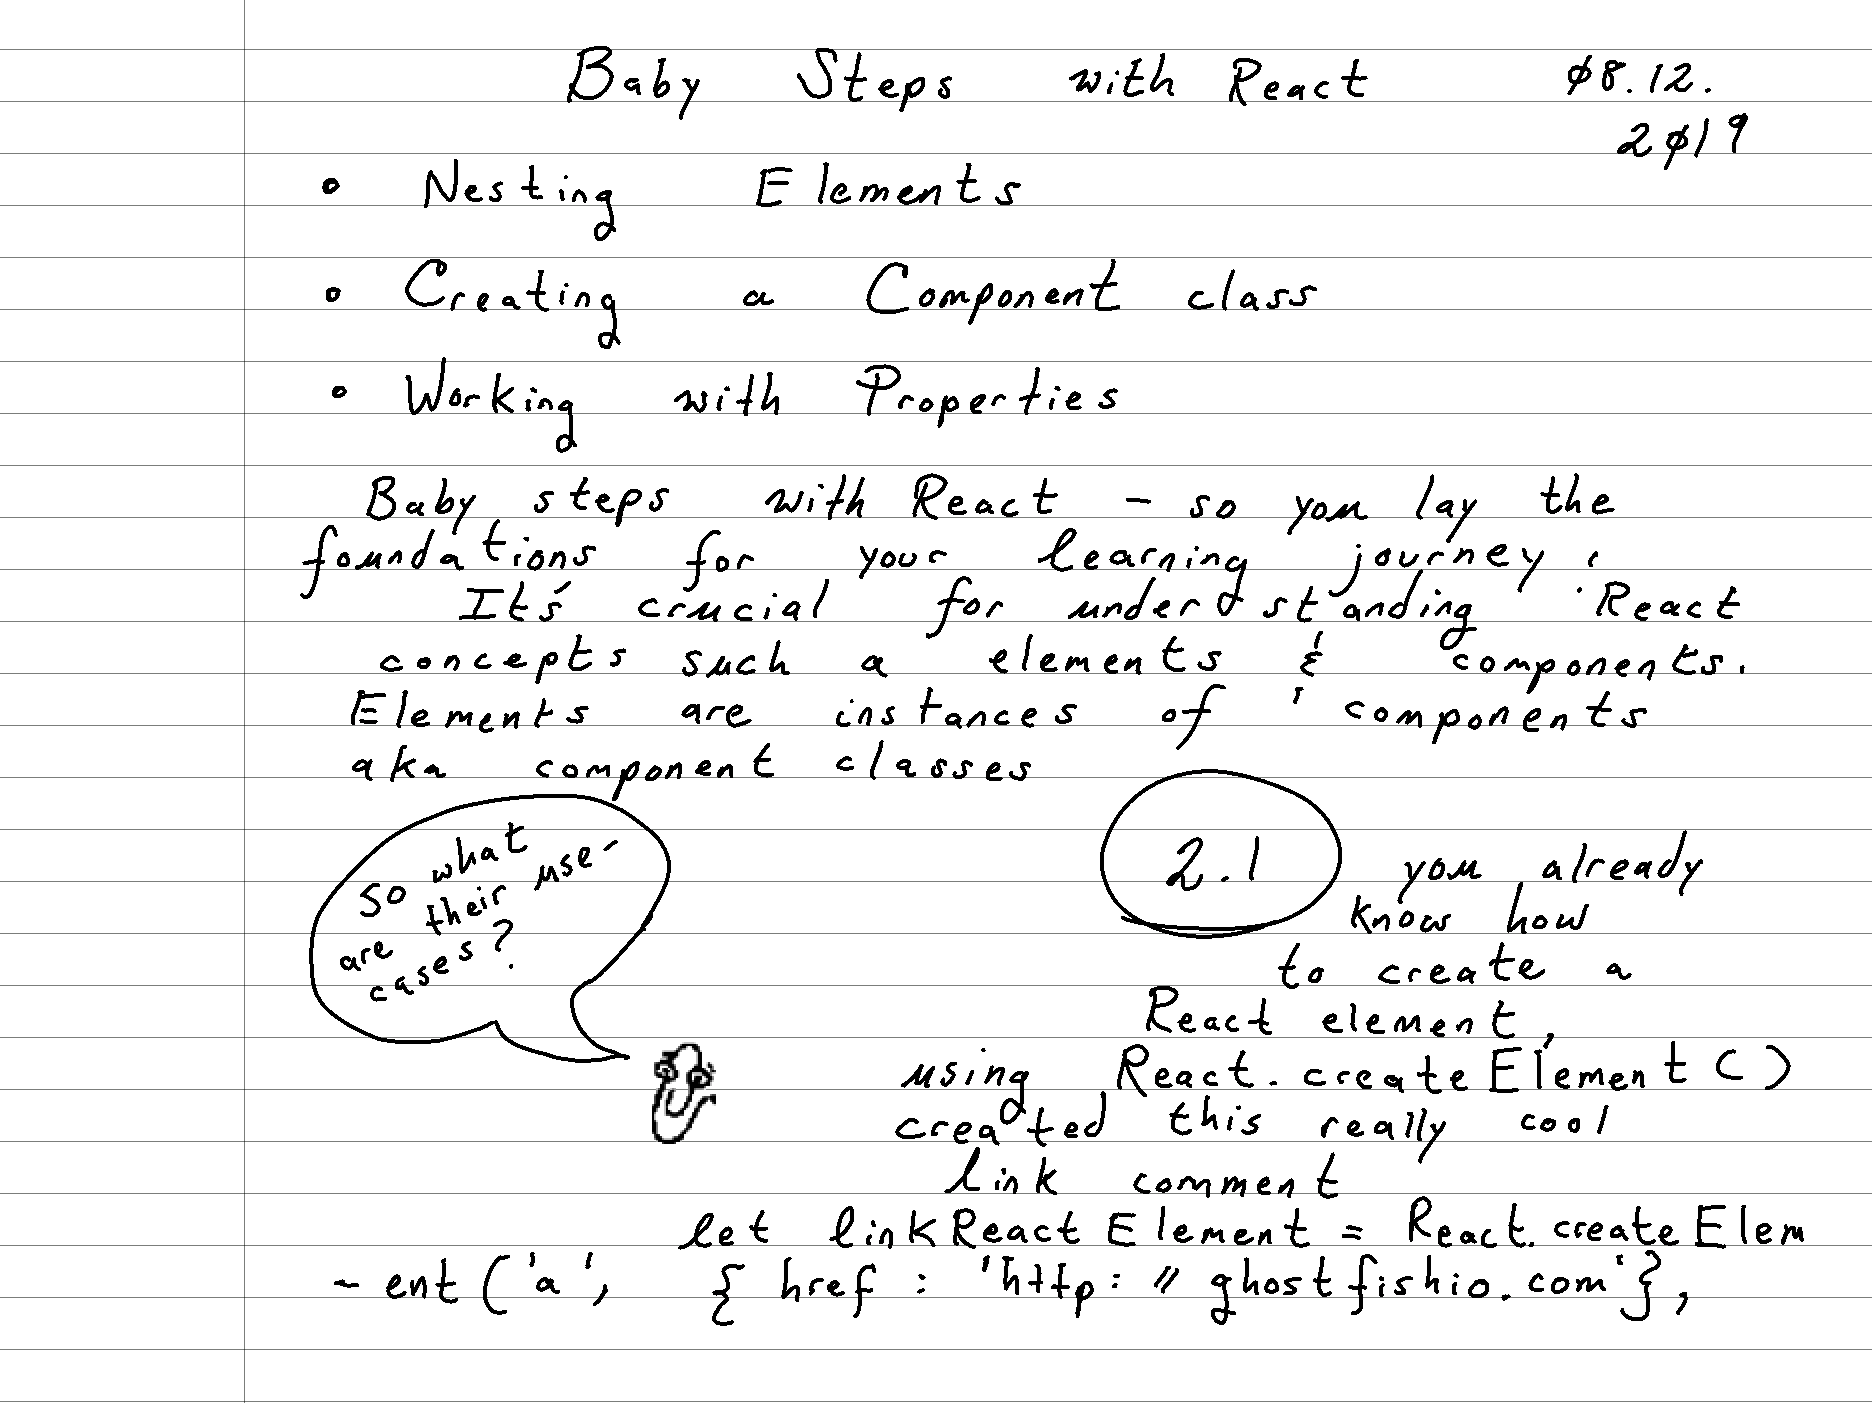 Baby Steps with React ø8.12.
2ø19
• Nesting Elements
• Creating a Component class
• Working with Properties
Baby steps with React - so you lay the
foundations for your learning journey.
It's crucial for understanding React
concepts such a elements & components.
Elements are instances of components
aka component classes
So what
are their use-
cases?
2.1 you already
know how
to create a
React element,
using React.createElement()
created this really cool
link comment
let linkReactElement = React.createElem
-ent('a', { href: 'http://ghostfishio.com'},